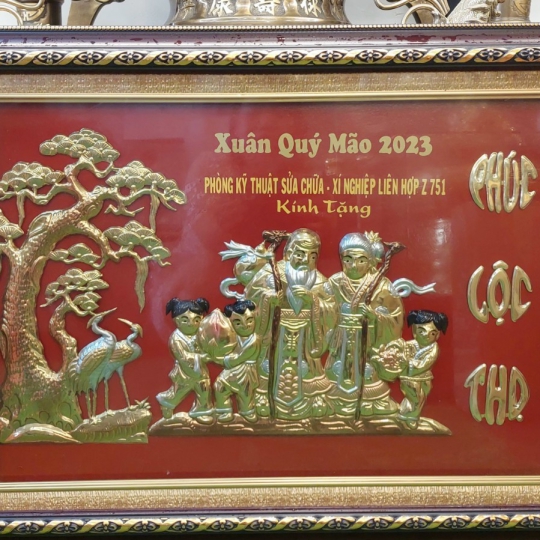 Xuân Quý Mão 2023
PHÒNG KỸ THUẬT SỬA CHỮA - XÍ NGHIỆP LIÊN HỢP Z 751
Kính Tặng
PHÚC
LỘC
THỌ